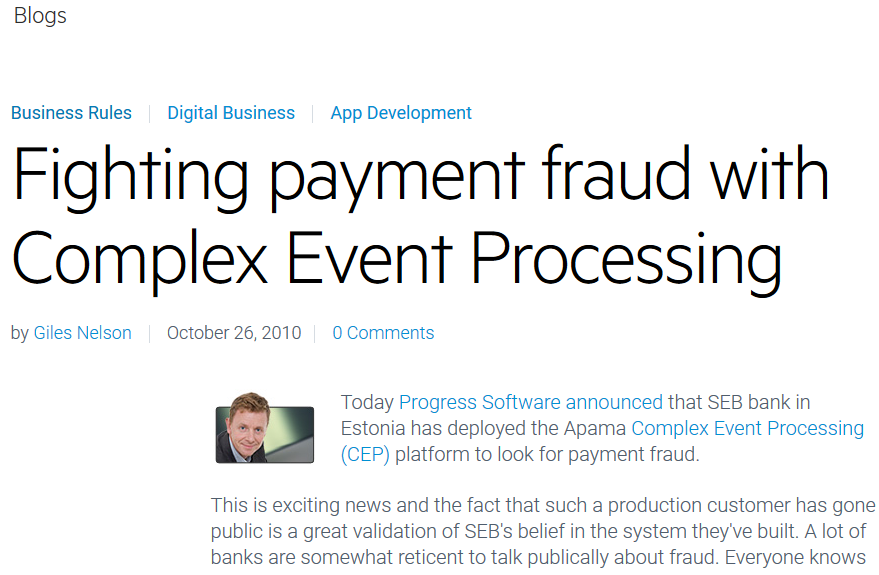 Blogs
Business Rules
Digital Business
App Development
Fighting payment fraud with
Complex Event Processing
by Giles Nelson
October 26, 2010
0 Comments
Today Progress Software announced that SEB bank in
Estonia has deployed the Apama Complex Event Processing
(CEP) platform to look for payment fraud.
This is exciting news and the fact that such a production customer has gone
public is a great validation of SEB's belief in the system they've built. A lot of
banks are somewhat reticent to talk publically about fraud. Everyone knows